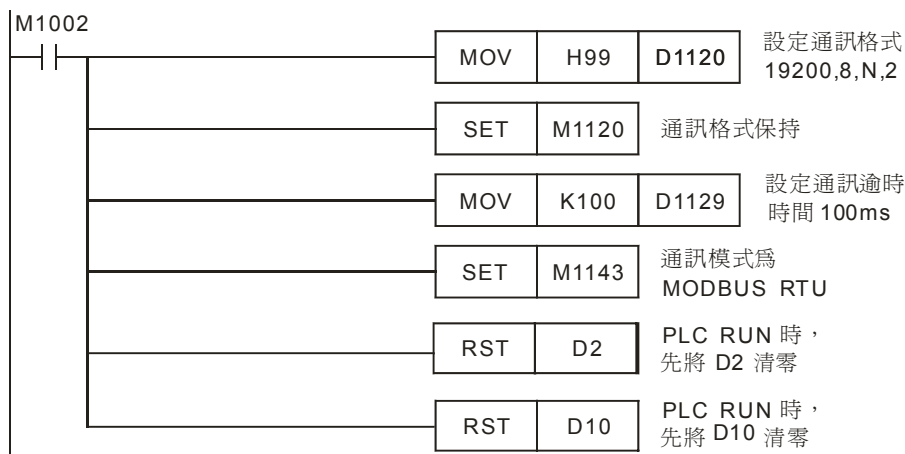 M1002
MOV H99 D1120 設定通訊格式
19200,8,N,2
SET M1120 通訊格式保持
MOV K100 D1129 設定通訊逾時
時間 100ms
SET M1143 通訊模式爲
MODBUS RTU
RST D2 PLC RUN 時，
先將 D2 清零
RST D10 PLC RUN 時，
先將 D10 清零